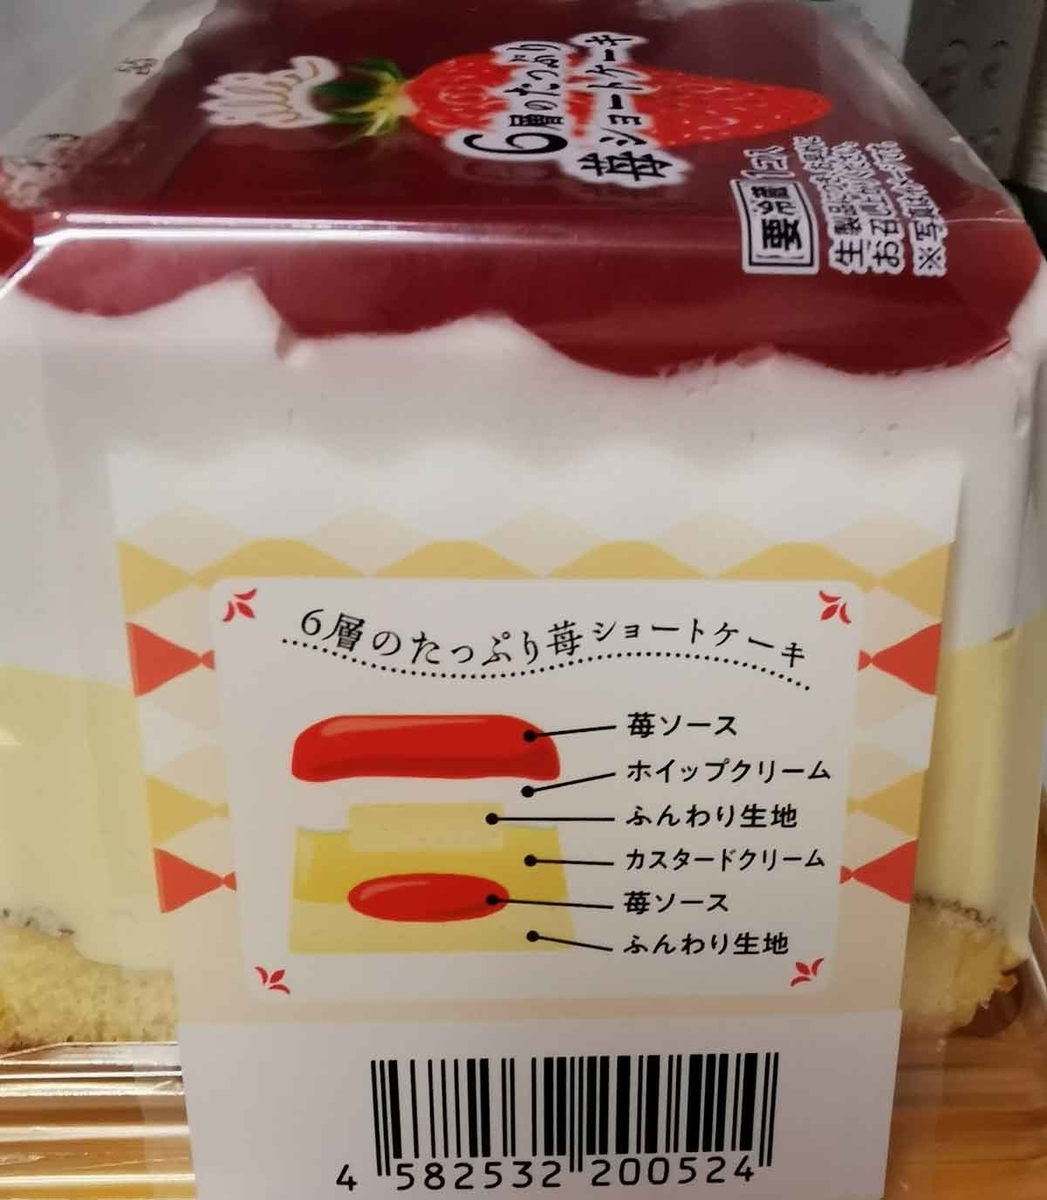 6層のたっぷり
苺ショートケーキ
要冷蔵
1コ入
6層のたっぷり苺ショートケーキ
苺ソース
ホイップクリーム
ふんわり生地
カスタードクリーム
苺ソース
ふんわり生地
4 582532 200524